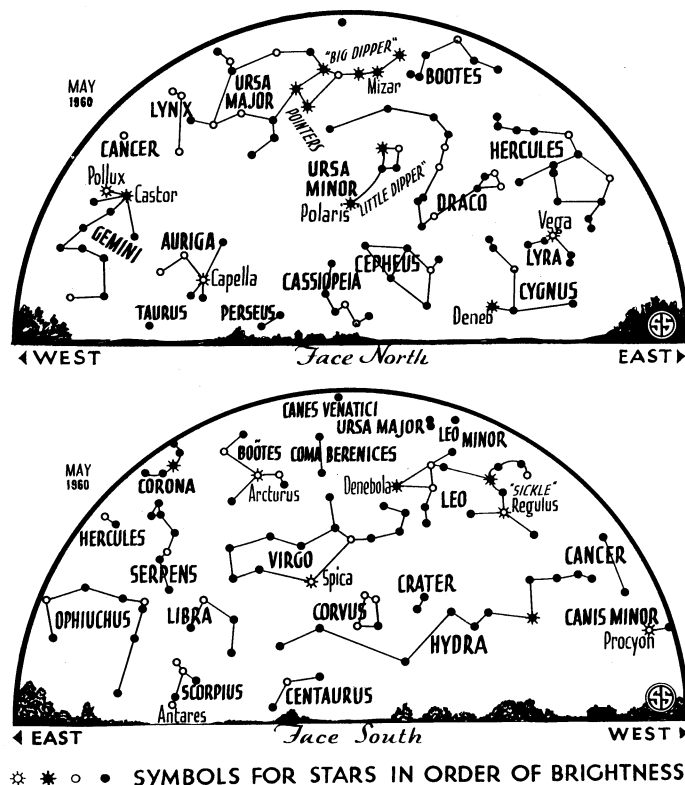 "BIG DIPPER"
Mizar
BOOTES
URSA
MAJOR
MAY
1960
LYNX
POINTERS
CANCER
HERCULES
Pollux
Castor
URSA
MINOR
Polaris
"LITTLE DIPPER"
DRACO
GEMINI
AURIGA
Capella
CEPHEUS
CASSIOPEIA
Vega
LYRA
CYGNUS
Deneb
TAURUS
PERSEUS
SS
WEST
Face North
EAST
CANES VENATICI
URSA MAJOR
LEO MINOR
MAY
1960
BOÖTES
COMA BERENICES
CORONA
Arcturus
Denebola
LEO
"SICKLE"
Regulus
HERCULES
VIRGO
SERPENS
Spica
CRATER
CANCER
OPHIUCHUS
LIBRA
CORVUS
HYDRA
CANIS MINOR
Procyon
SCORPIUS
Antares
CENTAURUS
SS
EAST
Face South
WEST
SYMBOLS FOR STARS IN ORDER OF BRIGHTNESS